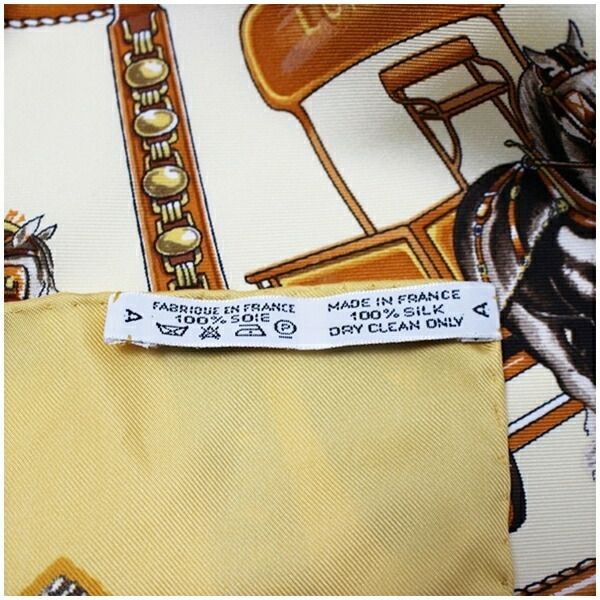 A
FABRIQUE EN FRANCE
100% SOIE
P
MADE IN FRANCE
100% SILK
DRY CLEAN ONLY
A